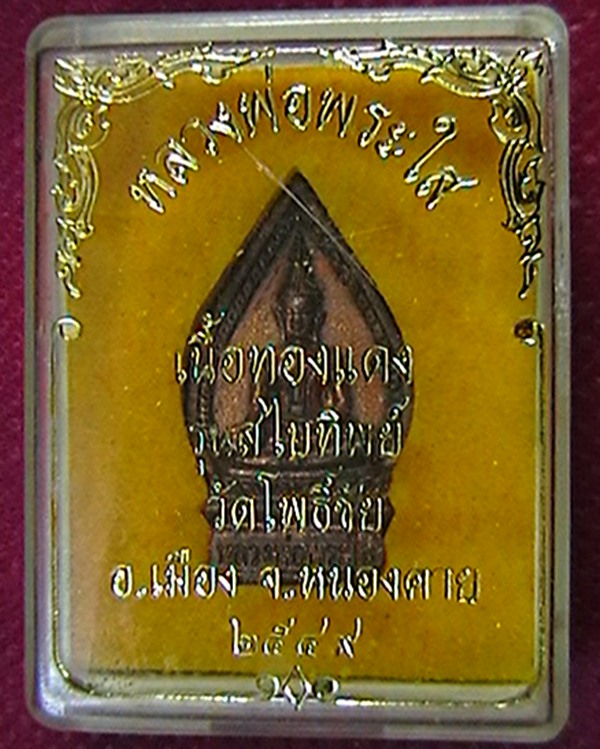 หลวงพ่อพระใส
เนื้อทองแดง
รุ่นสไบทิพย์
วัดโพธิ์ชัย
อ.เมือง จ.หนองคาย
๒๕๔๙